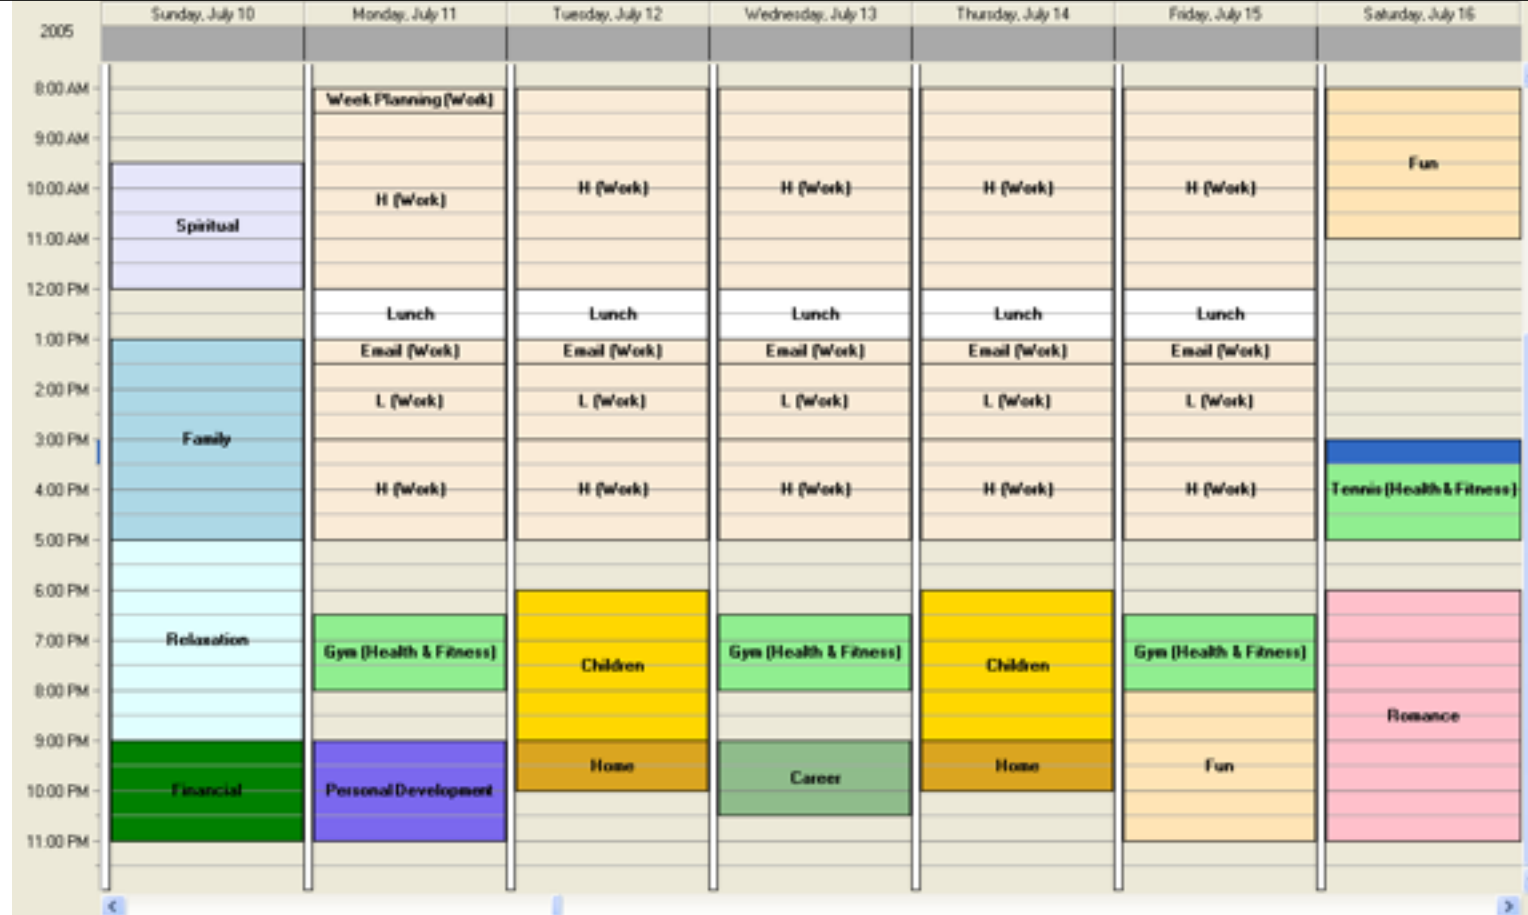 Sunday, July 10
Monday, July 11
Tuesday, July 12
Wednesday, July 13
Thursday, July 14
Friday, July 15
Saturday, July 16
2005
8:00 AM
9:00 AM
10:00 AM
11:00 AM
12:00 PM
1:00 PM
2:00 PM
3:00 PM
4:00 PM
5:00 PM
6:00 PM
7:00 PM
8:00 PM
9:00 PM
10:00 PM
11:00 PM
Spiritual
Family
Relaxation
Financial
Week Planning (Work)
H (Work)
Lunch
Email (Work)
L (Work)
H (Work)
Gym (Health & Fitness)
Personal Development
H (Work)
Lunch
Email (Work)
L (Work)
H (Work)
Children
Home
H (Work)
Lunch
Email (Work)
L (Work)
H (Work)
Gym (Health & Fitness)
Career
H (Work)
Lunch
Email (Work)
L (Work)
H (Work)
Children
Home
H (Work)
Lunch
Email (Work)
L (Work)
H (Work)
Gym (Health & Fitness)
Fun
Fun
Tennis (Health & Fitness)
Romance